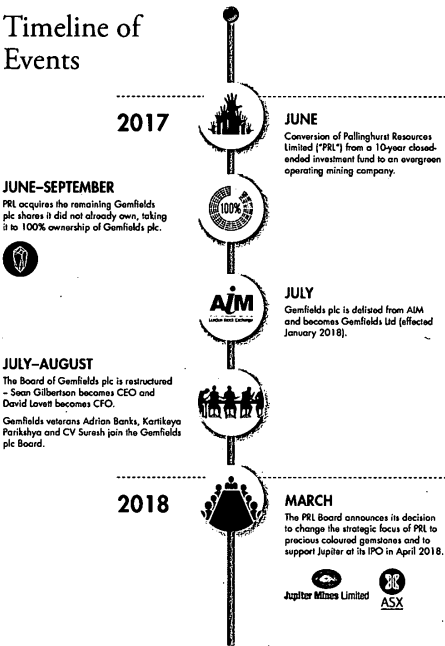 Timeline of
Events
2017
JUNE
Conversion of Pallinghurst Resources
Limited ("PRL") from a 10-year closed-
ended investment fund to an evergreen
operating mining company.
JUNE–SEPTEMBER
PRL acquires the remaining Gemfields
plc shares it did not already own, taking
it to 100% ownership of Gemfields plc.
100%
AiM
London Stock Exchange
JULY
Gemfields plc is delisted from AIM
and becomes Gemfields Ltd (effected
January 2018).
JULY–AUGUST
The Board of Gemfields plc is restructured
– Sean Gilbertson becomes CEO and
David Lovett becomes CFO.
Gemfields veterans Adrian Banks, Kartikeya
Parikshya and CV Suresh join the Gemfields
plc Board.
2018
MARCH
The PRL Board announces its decision
to change the strategic focus of PRL to
precious coloured gemstones and to
support Jupiter at its IPO in April 2018.
Jupiter Mines Limited
ASX